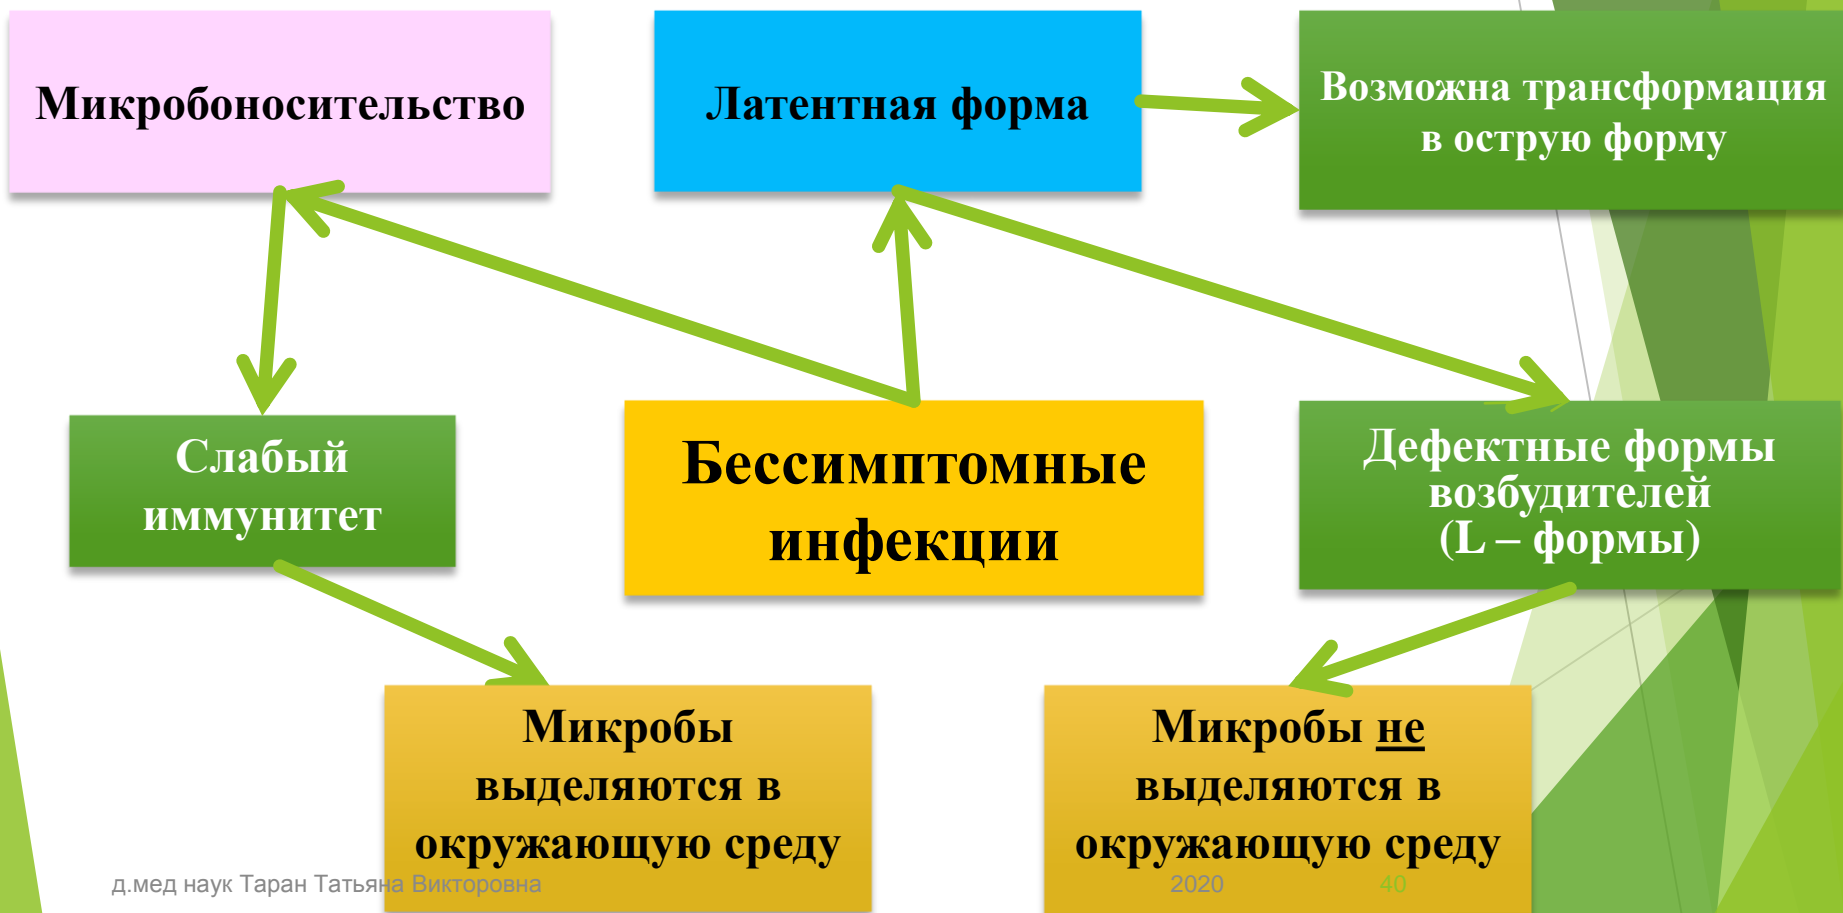 Микробоносительство
Латентная форма
Возможна трансформация
в острую форму
Слабый
иммунитет
Бессимптомные
инфекции
Дефектные формы
возбудителей
(L – формы)
Микробы
выделяются в
окружающую среду
Микробы не
выделяются в
окружающую среду
д.мед наук Таран Татьяна Викторовна
2020
40